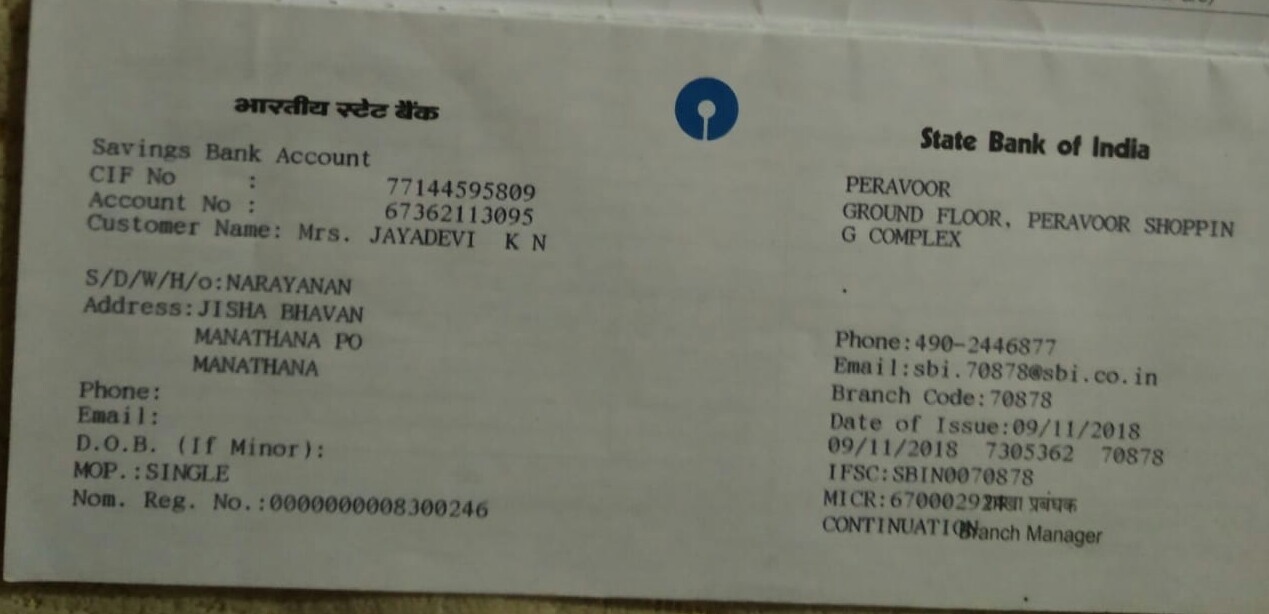 भारतीय स्टेट बैंक
Savings Bank Account
CIF No : 77144595809
Account No : 67362113095
Customer Name: Mrs. JAYADEVI K N
S/D/W/H/o:NARAYANAN
Address:JISHA BHAVAN
MANATHANA PO
MANATHANA
Phone:
Email:
D.O.B. (If Minor):
MOP.:SINGLE
Nom. Reg. No.:0000000008300246
State Bank of India
PERAVOOR
GROUND FLOOR, PERAVOOR SHOPPIN
G COMPLEX
.
Phone:490-2446877
Email:sbi.70878@sbi.co.in
Branch Code:70878
Date of Issue:09/11/2018
09/11/2018 7305362 70878
IFSC:SBIN0070878
MICR: शाखा प्रबंधक
CONTINUATION Branch Manager